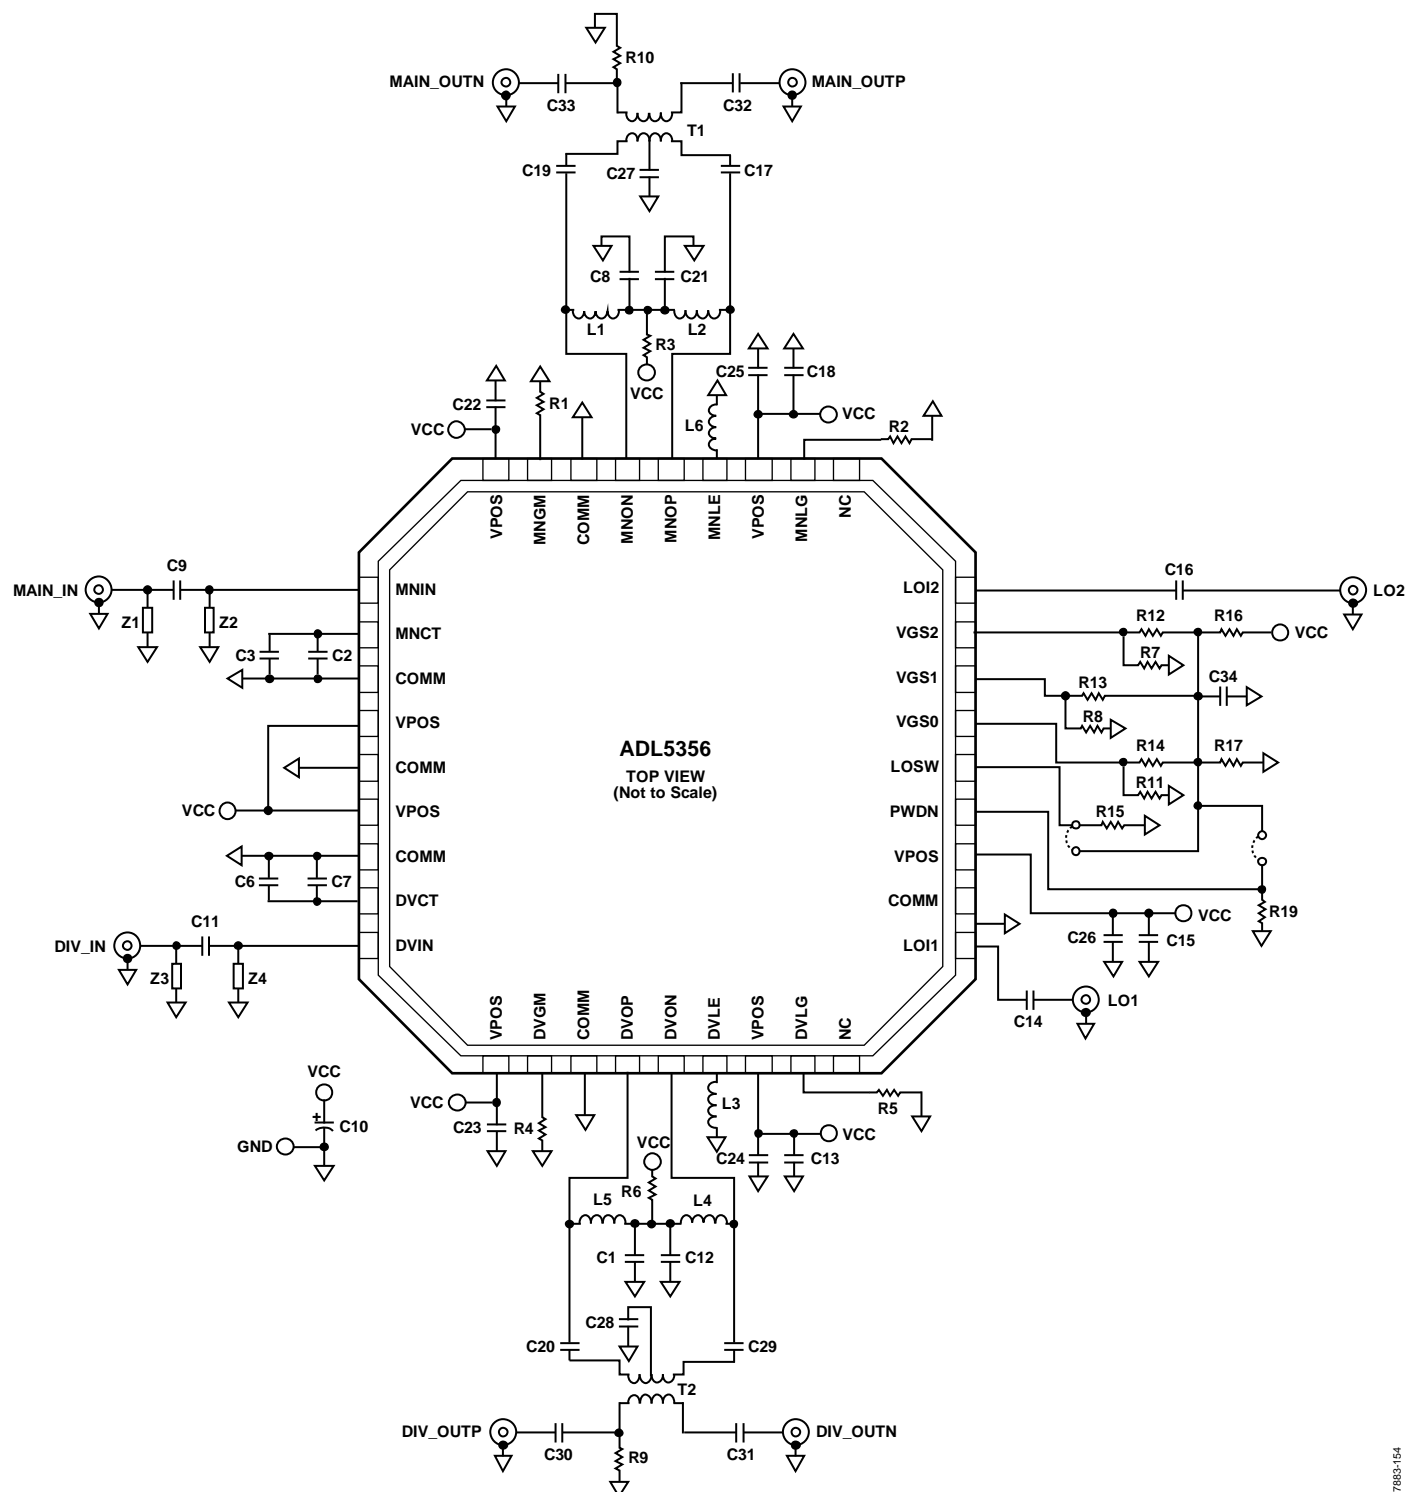 R10
MAIN_OUTN
MAIN_OUTP
C33
C32
T1
C19
C27
C17
C8
C21
L1
L2
R3
VCC
C25
C18
C22
R1
VCC
L6
VCC
R2
VPOS
MNGM
COMM
MNON
MNOP
MNLE
VPOS
MNLG
NC
C9
C16
MAIN_IN
MNIN
LOI2
LO2
Z1
Z2
R12
R16
MNCT
VGS2
VCC
C3
C2
R7
COMM
VGS1
R13
C34
R8
VPOS
VGS0
ADL5356
R14
R17
COMM
TOP VIEW
LOSW
(Not to Scale)
R11
VCC
VPOS
PWDN
R15
COMM
VPOS
C6
C7
DVCT
COMM
R19
C11
VCC
DIV_IN
DVIN
LOI1
C26
C15
Z3
Z4
LO1
C14
VPOS
DVGM
COMM
DVOP
DVON
DVLE
VPOS
DVLG
NC
VCC
VCC
L3
R5
C10
C23
R4
VCC
VCC
GND
C24
C13
R6
L5
L4
C1
C12
C28
C20
C29
T2
DIV_OUTP
DIV_OUTN
C30
R9
C31
7883-154